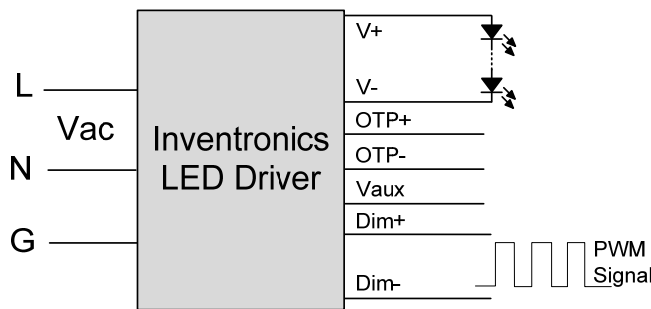 L
Vac
N
G
Inventronics
LED Driver
V+
V-
OTP+
OTP-
Vaux
Dim+
Dim-
PWM
Signal